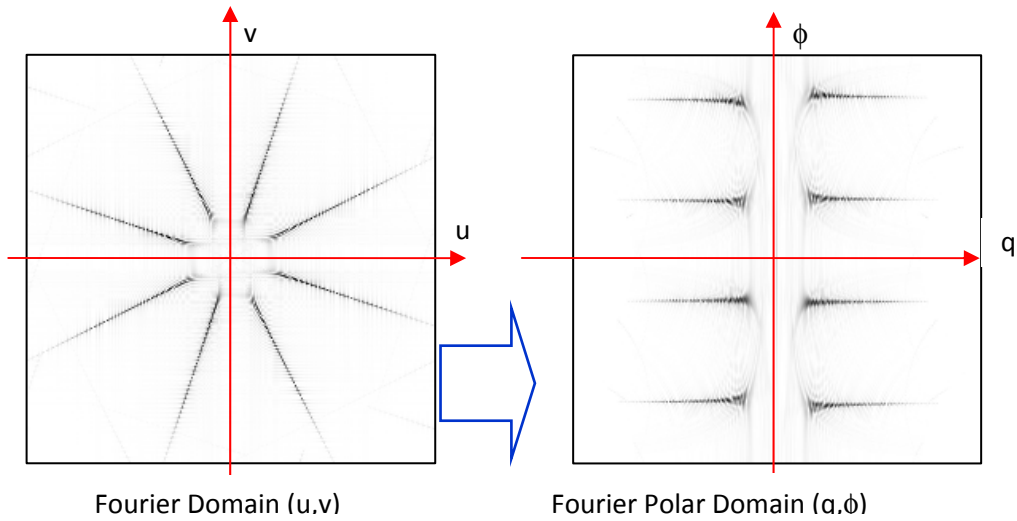 v
ϕ
u
q
Fourier Domain (u,v)
Fourier Polar Domain (q,ϕ)